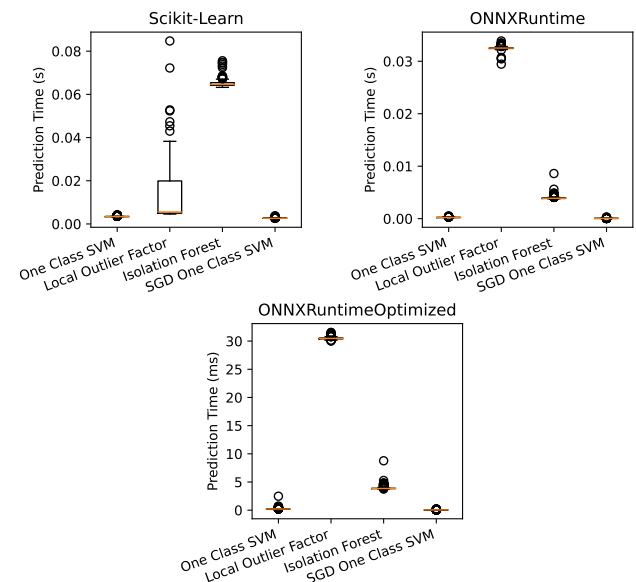 Scikit-Learn
Prediction Time (s)
0.08
0.06
0.04
0.02
0.00
One Class SVM
Local Outlier Factor
Isolation Forest
SGD One Class SVM
ONNXRuntime
Prediction Time (s)
0.03
0.02
0.01
0.00
One Class SVM
Local Outlier Factor
Isolation Forest
SGD One Class SVM
ONNXRuntimeOptimized
Prediction Time (ms)
30
25
20
15
10
5
0
One Class SVM
Local Outlier Factor
Isolation Forest
SGD One Class SVM